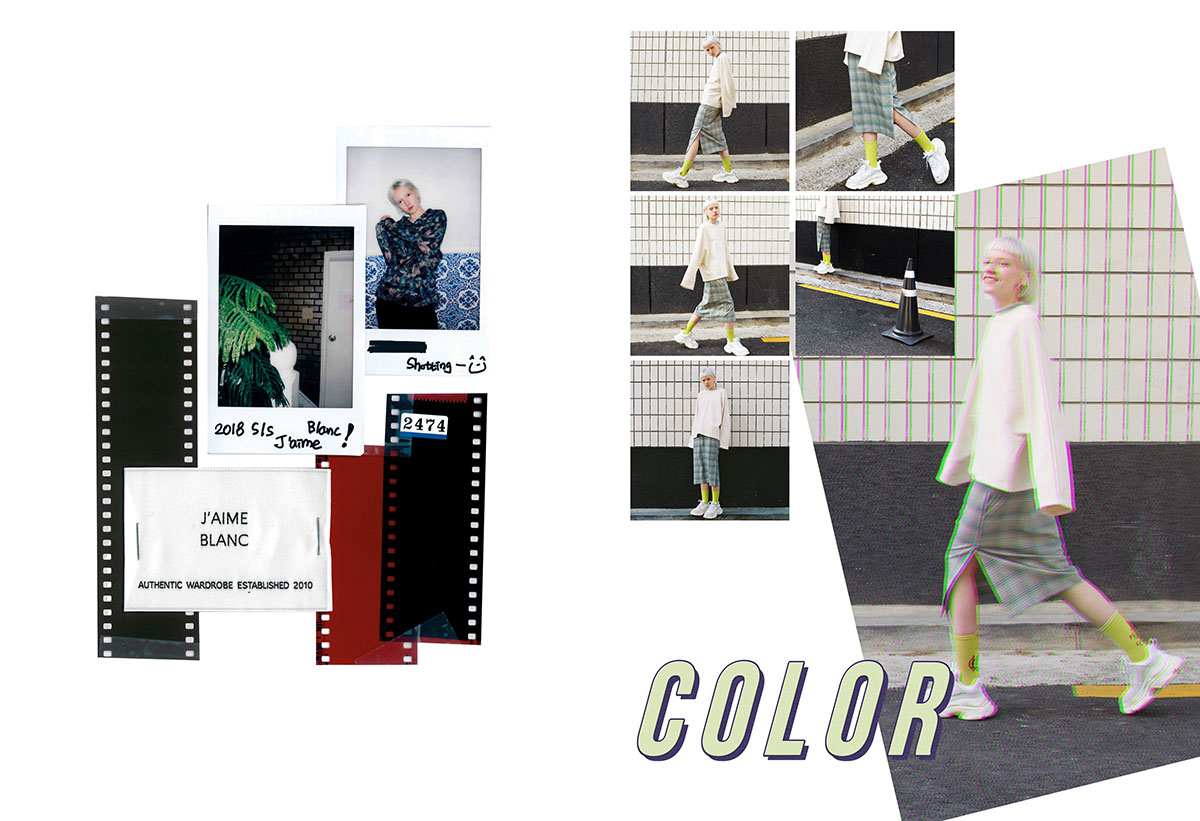 Shooting -
2018 S/S Blanc
J'aime !
2474
J'AIME
BLANC
AUTHENTIC WARDROBE ESTABLISHED 2010
COLOR